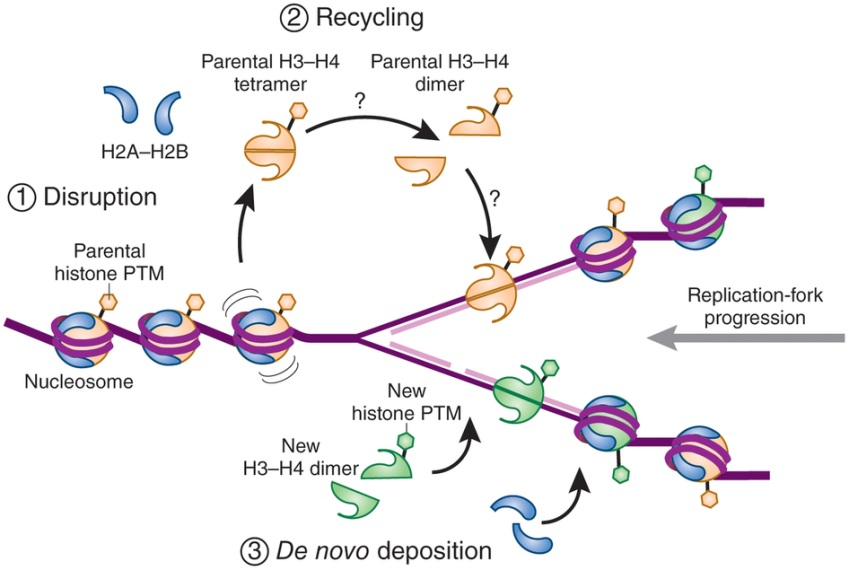 ② Recycling
Parental H3–H4
tetramer
Parental H3–H4
dimer
?
H2A–H2B
① Disruption
?
Parental
histone PTM
Replication-fork
progression
Nucleosome
New
histone PTM
New
H3–H4 dimer
③ De novo deposition